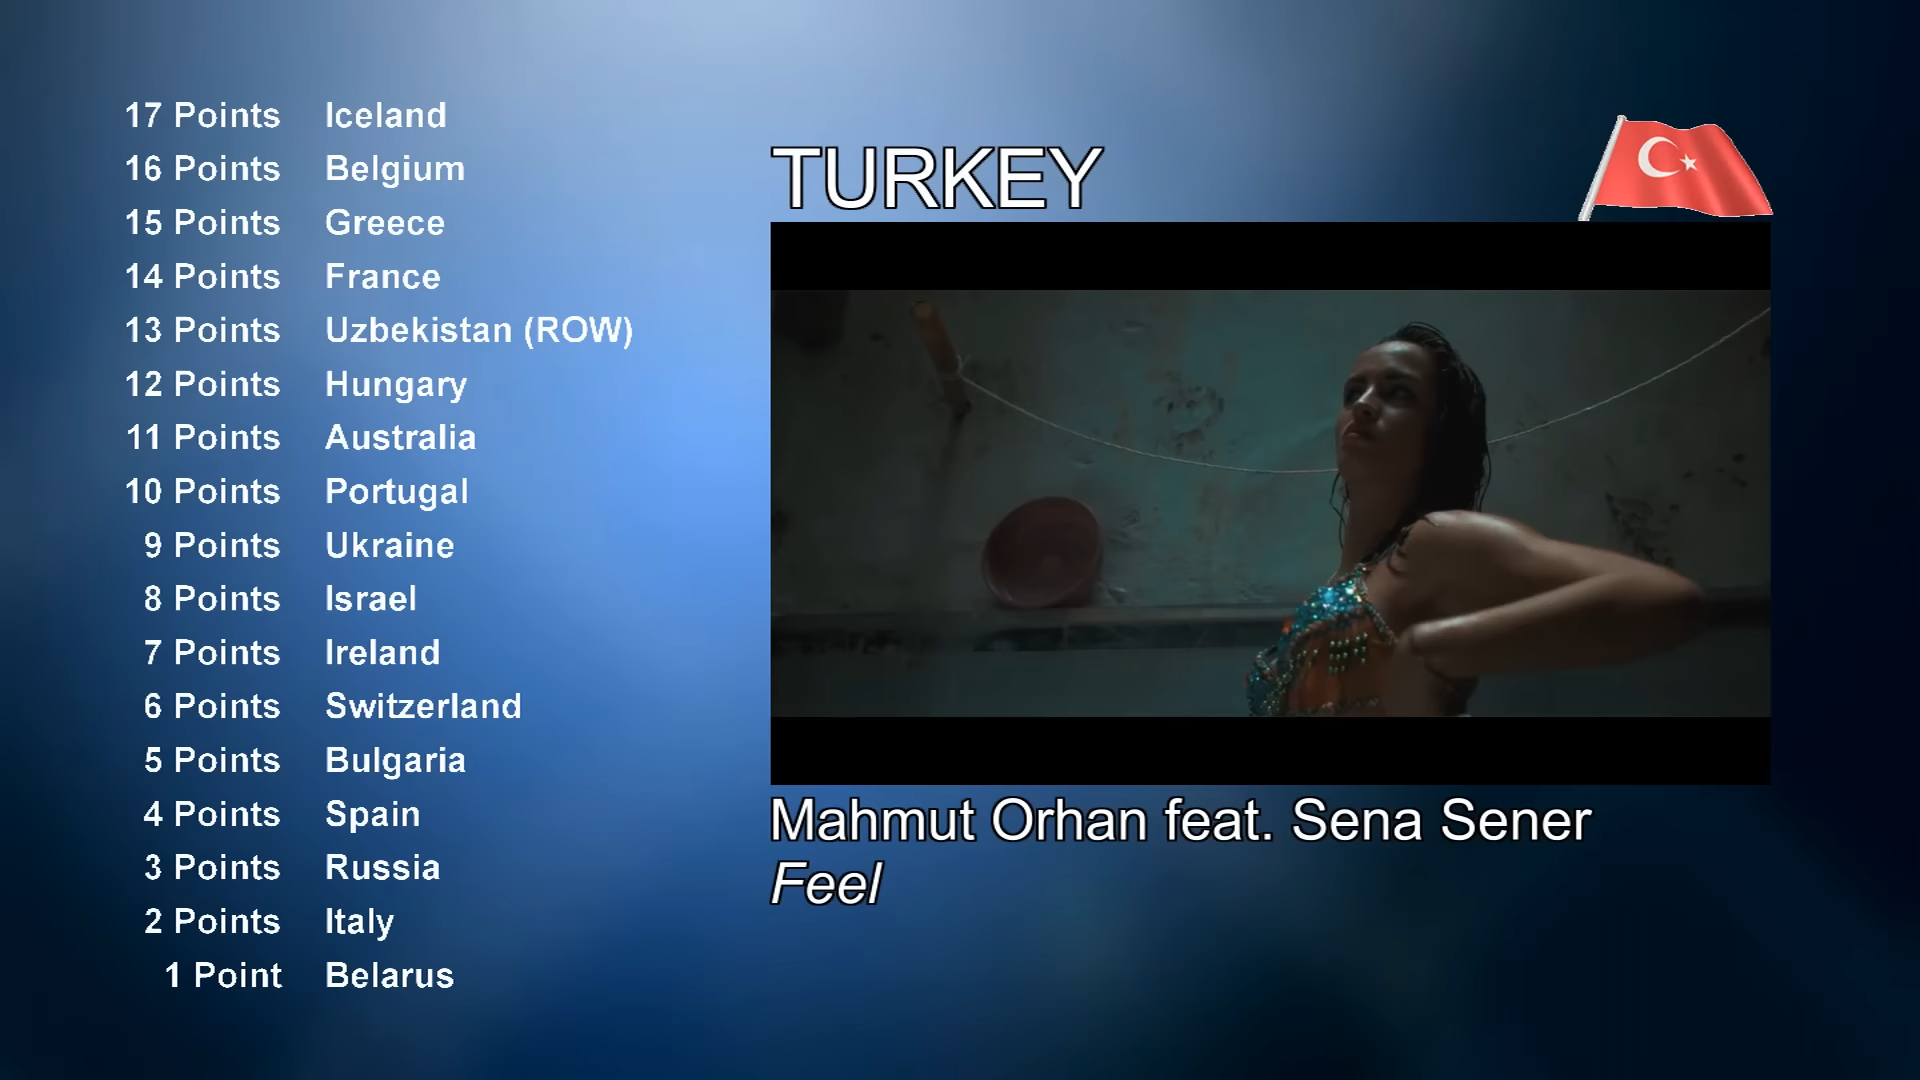 17 Points Iceland
16 Points Belgium
15 Points Greece
14 Points France
13 Points Uzbekistan (ROW)
12 Points Hungary
11 Points Australia
10 Points Portugal
9 Points Ukraine
8 Points Israel
7 Points Ireland
6 Points Switzerland
5 Points Bulgaria
4 Points Spain
3 Points Russia
2 Points Italy
1 Point Belarus
TURKEY
Mahmut Orhan feat. Sena Sener
Feel